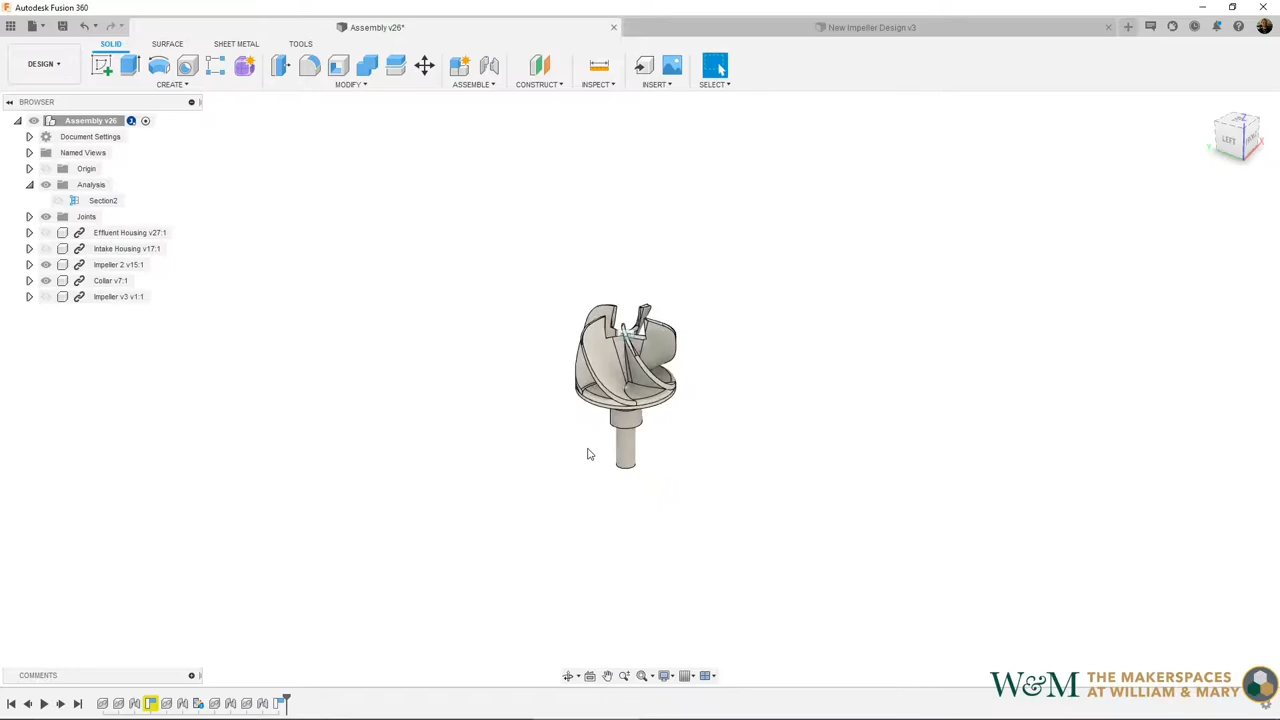 Autodesk Fusion 360
Assembly v26*
New Impeller Design v3
DESIGN
SOLID
SURFACE
SHEET METAL
TOOLS
CREATE
MODIFY
ASSEMBLE
CONSTRUCT
INSPECT
INSERT
SELECT
BROWSER
Assembly v26
Document Settings
Named Views
Origin
Analysis
Section2
Joints
Effluent Housing v27:1
Intake Housing v17:1
Impeller 2 v15:1
Collar v7:1
Impeller v3 v1:1
LEFT
FRONT
Z
X
Y
COMMENTS
W&M THE MAKERSPACES
AT WILLIAM & MARY